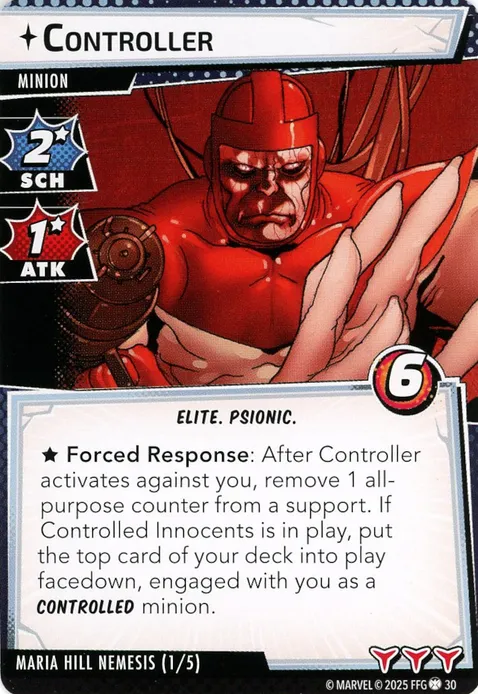 CONTROLLER
MINION
2
SCH
1
ATK
6
ELITE. PSIONIC.
★ Forced Response: After Controller
activates against you, remove 1 all-
purpose counter from a support. If
Controlled Innocents is in play, put
the top card of your deck into play
facedown, engaged with you as a
CONTROLLED minion.
MARIA HILL NEMESIS (1/5)
© MARVEL © 2025 FFG 30